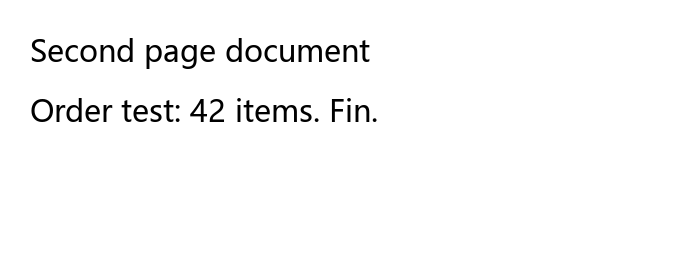 Second page document
Order test: 42 items. Fin.